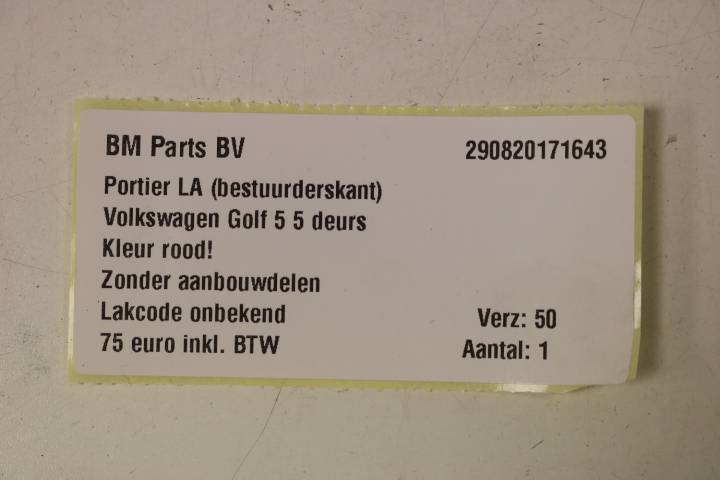 BM Parts BV 290820171643
Portier LA (bestuurderskant)
Volkswagen Golf 5 5 deurs
Kleur rood!
Zonder aanbouwdelen
Lakcode onbekend Verz: 50
75 euro inkl. BTW Aantal: 1